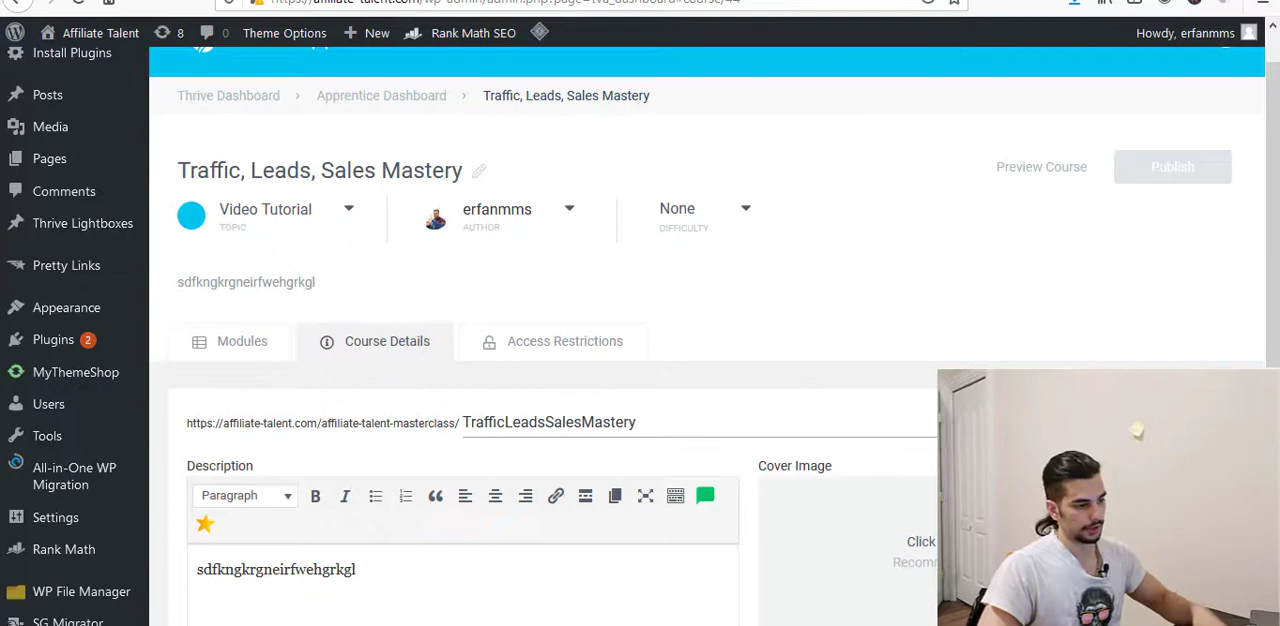 Affiliate Talent 8 0 Theme Options New Rank Math SEO Howdy, erfanmms
Install Plugins
Posts
Media
Pages
Comments
Thrive Lightboxes
Pretty Links
Appearance
Plugins 2
MyThemeShop
Users
Tools
All-in-One WP
Migration
Settings
Rank Math
WP File Manager
SG Migrator
Thrive Dashboard > Apprentice Dashboard > Traffic, Leads, Sales Mastery
Traffic, Leads, Sales Mastery
Preview Course Publish
Video Tutorial erfanmms None
TOPIC AUTHOR DIFFICULTY
sdfkngkrgneirfwehgrkgl
Modules Course Details Access Restrictions
https://affiliate-talent.com/affiliate-talent-masterclass/ TrafficLeadsSalesMastery
Description Cover Image
Paragraph B I
sdfkngkrgneirfwehgrkgl
Click